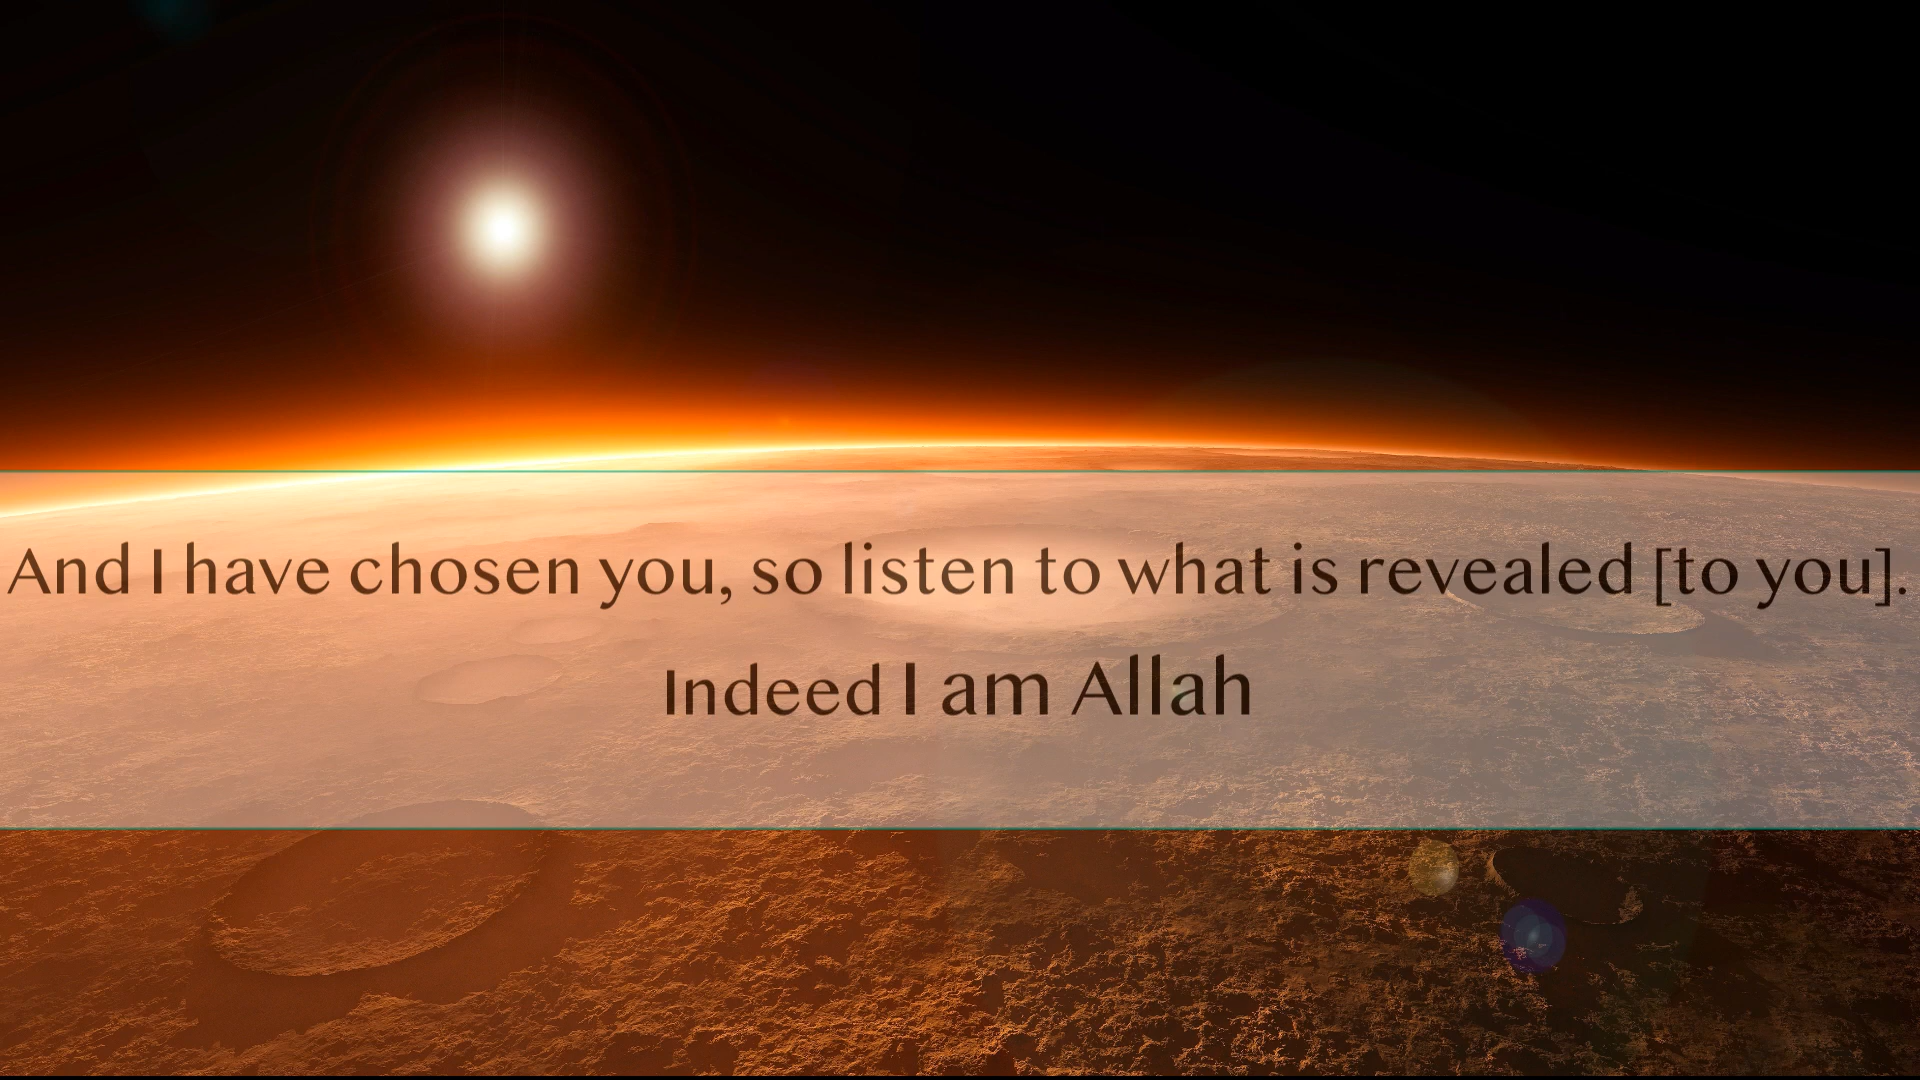 And I have chosen you, so listen to what is revealed [to you].
Indeed I am Allah